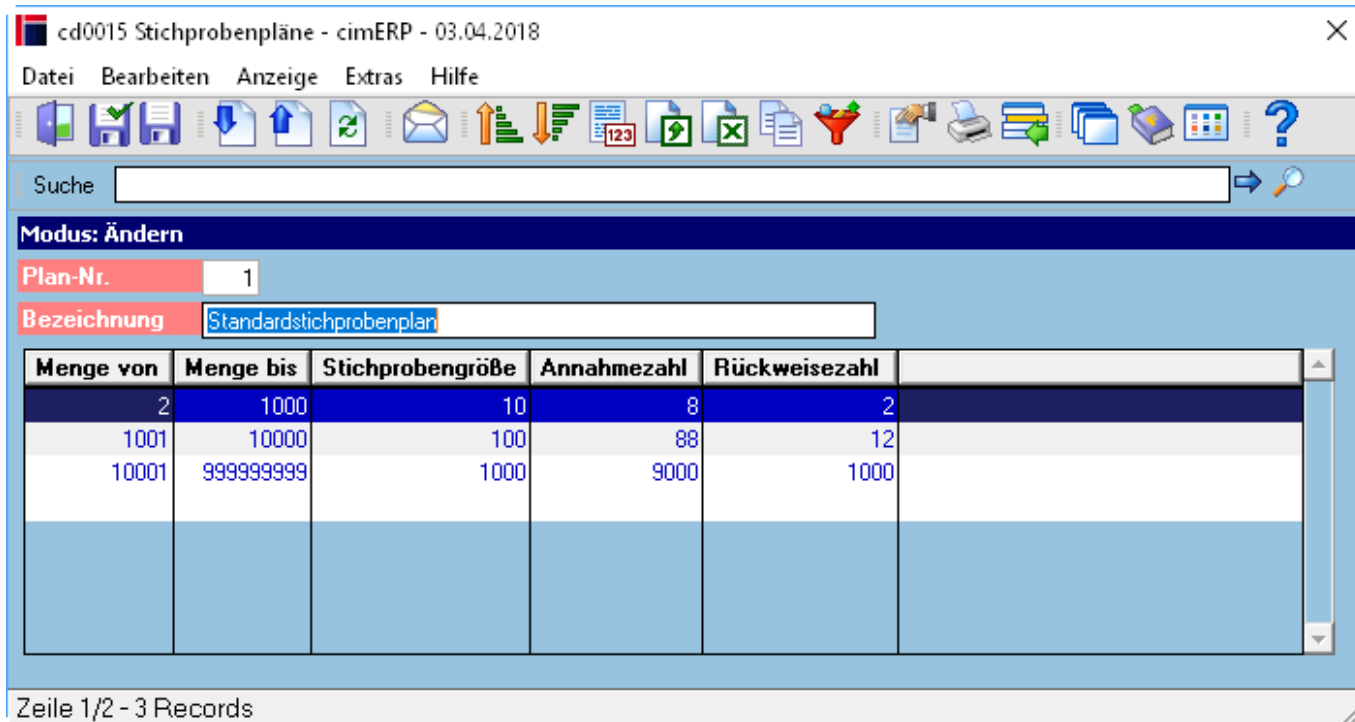 cd0015 Stichprobenpläne - cimERP - 03.04.2018
Datei Bearbeiten Anzeige Extras Hilfe
123
Suche
Modus: Ändern
Plan-Nr. 1
Bezeichnung Standardstichprobenplan
Menge von Menge bis Stichprobengröße Annahmezahl Rückweisezahl
2 1000 10 8 2
1001 10000 100 88 12
10001 999999999 1000 9000 1000
Zeile 1/2 - 3 Records